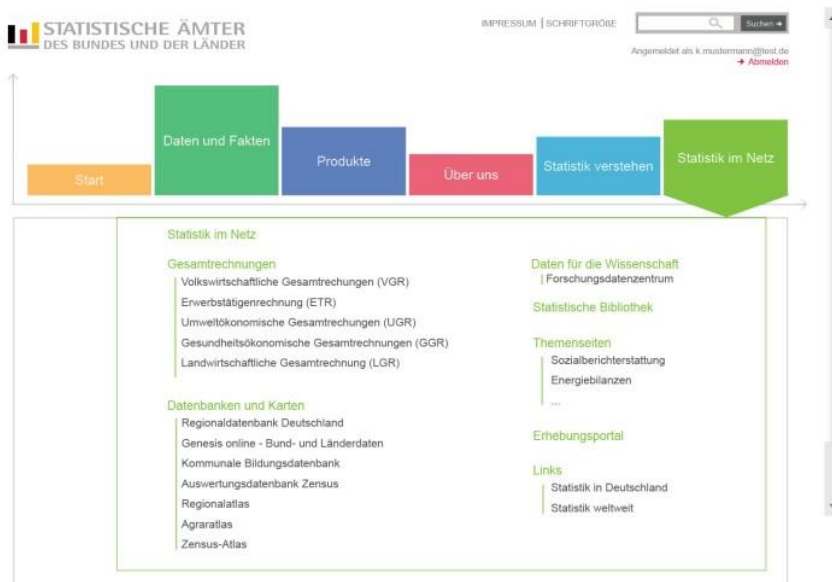 STATISTISCHE ÄMTER
DES BUNDES UND DER LÄNDER
IMPRESSUM | SCHRIFTGRÖßE
Suchen
Angemeldet als k.mustermann@test.de
Abmelden
Start
Daten und Fakten
Produkte
Über uns
Statistik verstehen
Statistik im Netz
Statistik im Netz
Gesamtrechnungen
Volkswirtschaftliche Gesamtrechungen (VGR)
Erwerbstätigenrechnung (ETR)
Umweltökonomische Gesamtrechungen (UGR)
Gesundheitsökonomische Gesamtrechnungen (GGR)
Landwirtschaftliche Gesamtrechnung (LGR)
Datenbanken und Karten
Regionaldatenbank Deutschland
Genesis online - Bund- und Länderdaten
Kommunale Bildungsdatenbank
Auswertungsdatenbank Zensus
Regionalatlas
Agraratlas
Zensus-Atlas
Daten für die Wissenschaft
Forschungsdatenzentrum
Statistische Bibliothek
Themenseiten
Sozialberichterstattung
Energiebilanzen
...
Erhebungsportal
Links
Statistik in Deutschland
Statistik weltweit